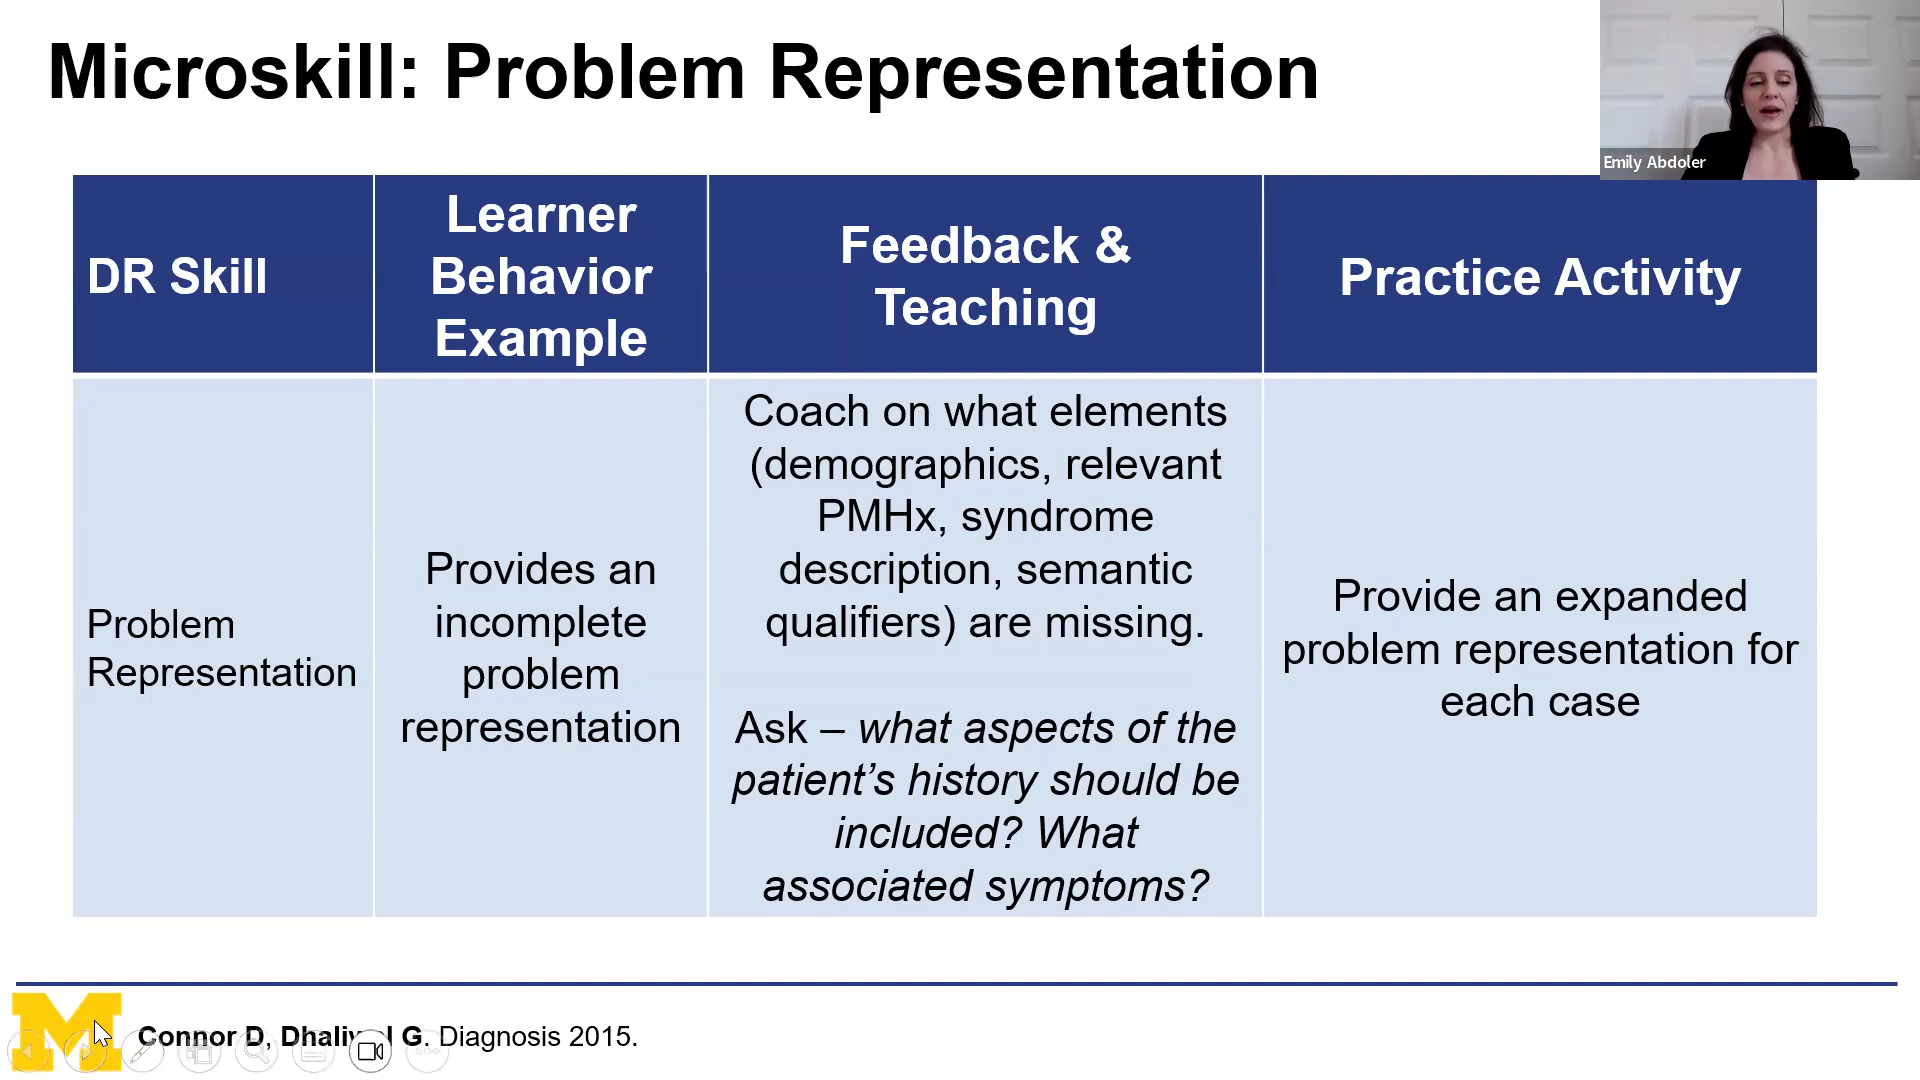 Microskill: Problem Representation
Emily Abdoler
DR Skill
Learner
Behavior
Example
Feedback &
Teaching
Practice Activity
Problem
Representation
Provides an
incomplete
problem
representation
Coach on what elements
(demographics, relevant
PMHx, syndrome
description, semantic
qualifiers) are missing.
Ask – what aspects of the
patient’s history should be
included? What
associated symptoms?
Provide an expanded
problem representation for
each case
M
Connor D, Dhaliwal G. Diagnosis 2015.